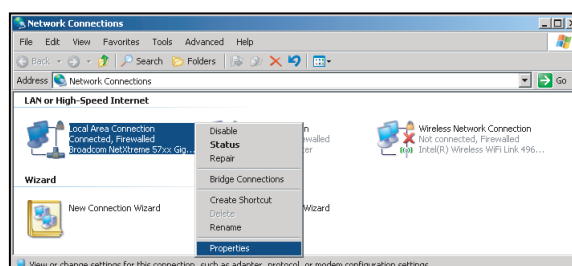 Network Connections
File Edit View Favorites Tools Advanced Help
Back Search Folders
Address Network Connections Go
LAN or High-Speed Internet
Local Area Connection
Connected, Firewalled
Broadcom NetXtreme 57xx Gig...
Disable
Status
Repair
Bridge Connections
Create Shortcut
Delete
Rename
Properties
Wireless Network Connection
Not connected, Firewalled
Intel(R) Wireless WiFi Link 496...
Wizard
New Connection Wizard
Wizard
View or change settings for this connection, such as adapter, protocol, or modem configuration settings.